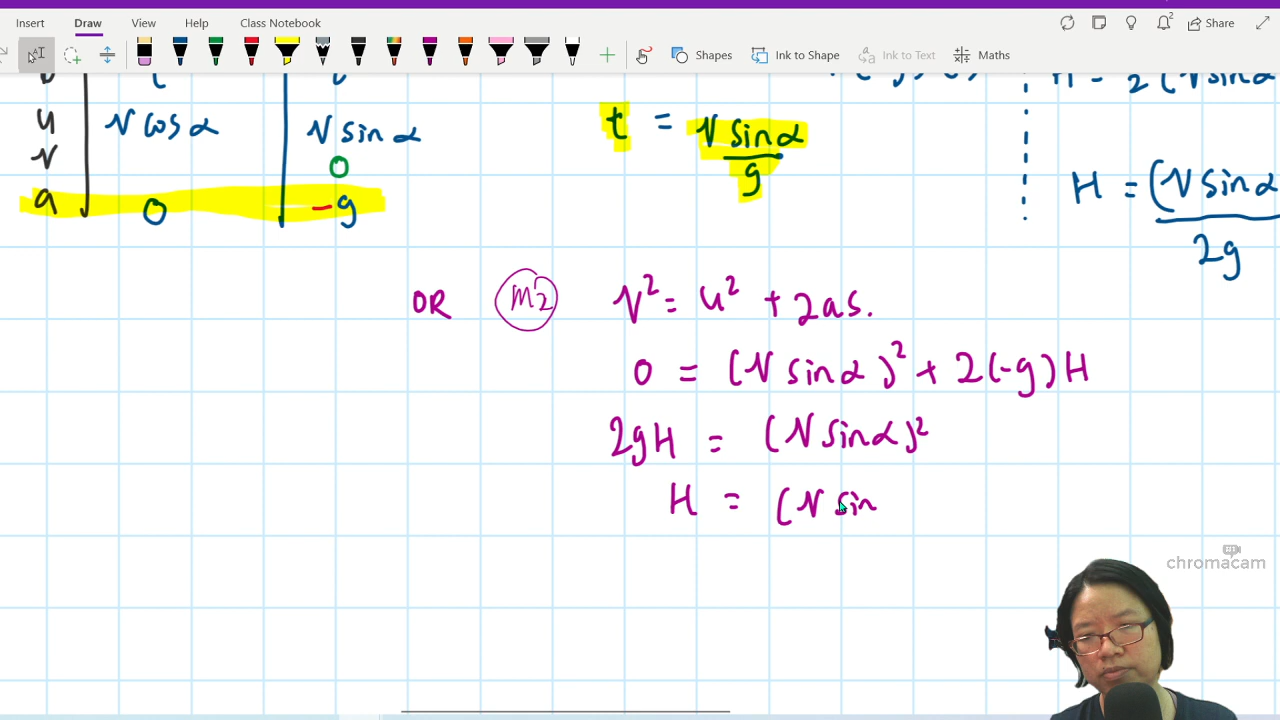 Insert Draw View Help Class Notebook 2 Share
Shapes Ink to Shape Ink to Text Maths
u V cos α V sin α
v 0
a 0 -g
t = V sin α
g
H = (V sin α
2g
OR M2 V² = u² + 2as.
0 = (V sin α)² + 2(-g)H
2gH = (V sin α)²
H = (V sin
chromacam